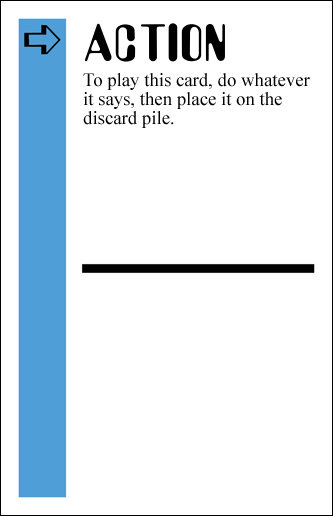 ACTION
To play this card, do whatever
it says, then place it on the
discard pile.